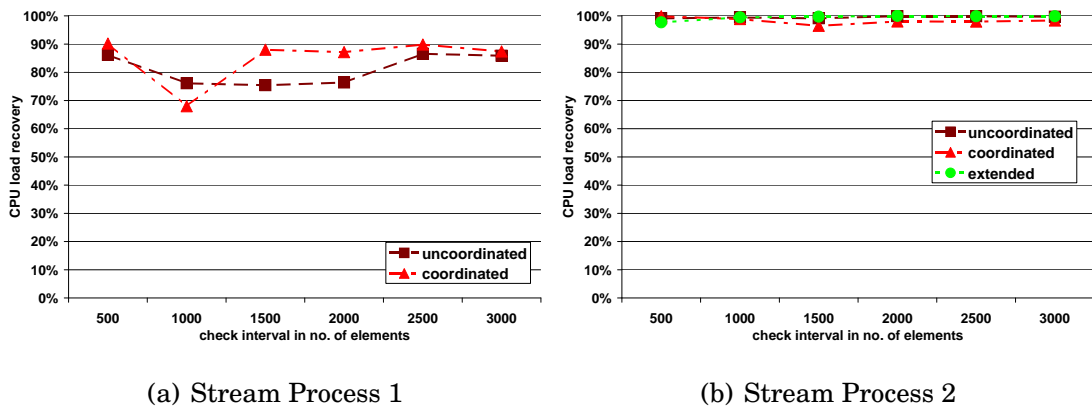 CPU load recovery
100%
90%
80%
70%
60%
50%
40%
30%
20%
10%
0%
uncoordinated
coordinated
500 1000 1500 2000 2500 3000
check interval in no. of elements
(a) Stream Process 1
CPU load recovery
100%
90%
80%
70%
60%
50%
40%
30%
20%
10%
0%
uncoordinated
coordinated
extended
500 1000 1500 2000 2500 3000
check interval in no. of elements
(b) Stream Process 2